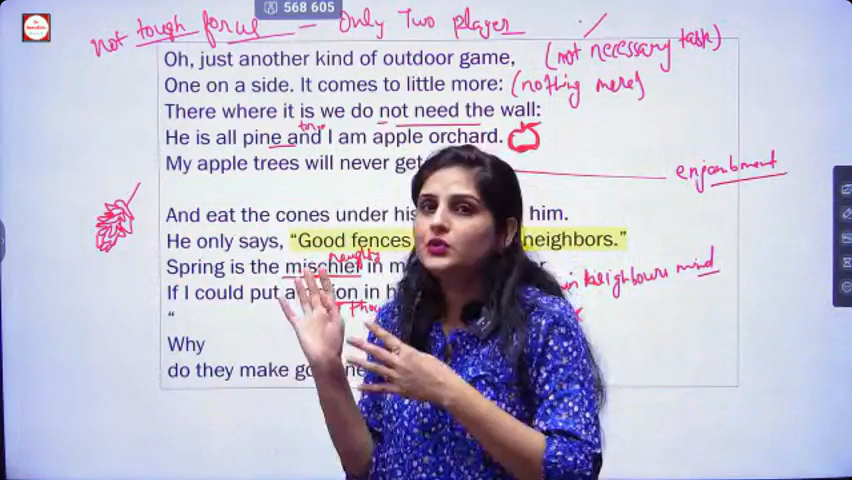 568 605
not tough for us - Only Two player
Oh, just another kind of outdoor game, (not necessary task)
One on a side. It comes to little more: (nothing more)
There where it is we do not need the wall:
He is all pine and I am apple orchard.
My apple trees will never get
enjambment
And eat the cones under his him.
He only says, “Good fences neighbors.”
naughty
Spring is the mischief in m
in neighbours mind
If I could put a in h
“
Why
do they make go